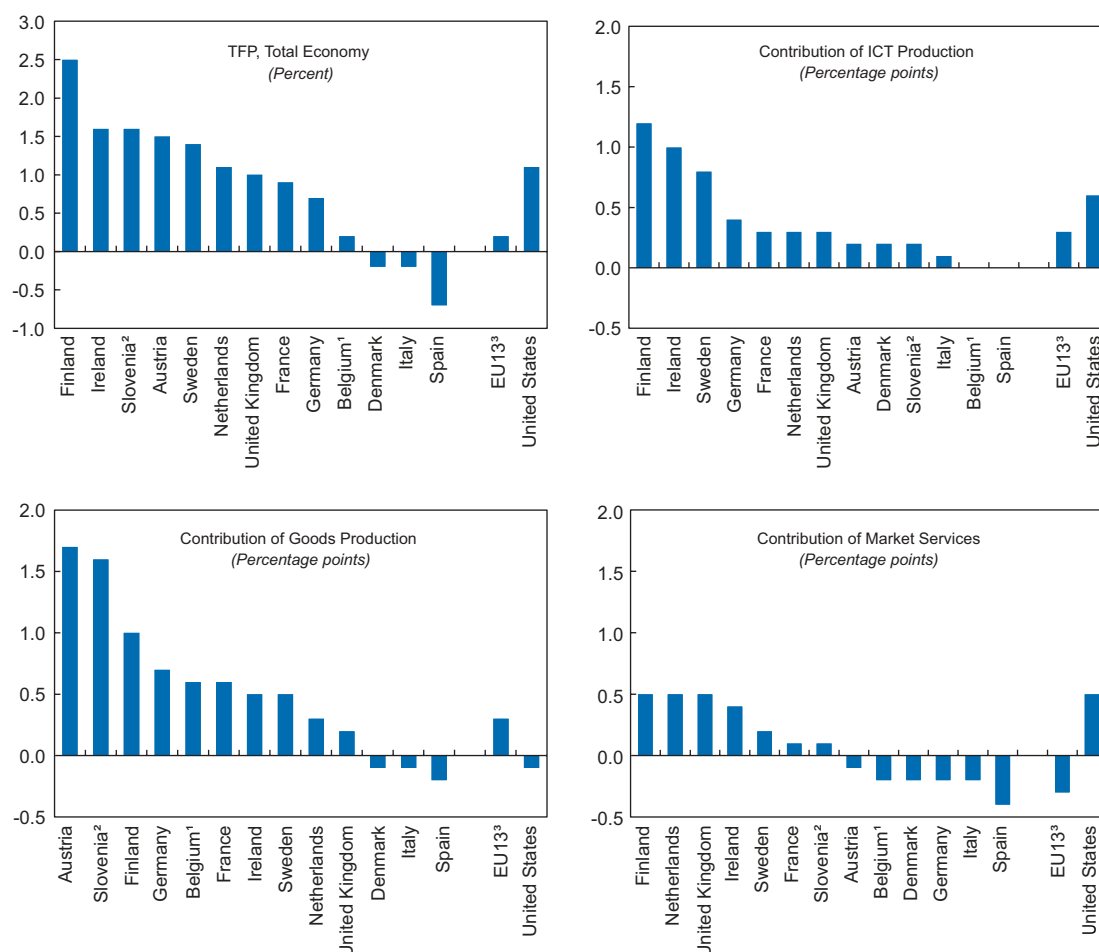 TFP, Total Economy
(Percent)
3.0
2.5
2.0
1.5
1.0
0.5
0.0
-0.5
-1.0
Finland
Ireland
Slovenia²
Austria
Sweden
Netherlands
United Kingdom
France
Germany
Belgium¹
Denmark
Italy
Spain
EU13³
United States
Contribution of ICT Production
(Percentage points)
2.0
1.5
1.0
0.5
0.0
-0.5
Finland
Ireland
Sweden
Germany
France
Netherlands
United Kingdom
Austria
Denmark
Slovenia²
Italy
Belgium¹
Spain
EU13³
United States
Contribution of Goods Production
(Percentage points)
2.0
1.5
1.0
0.5
0.0
-0.5
Austria
Slovenia²
Finland
Germany
Belgium¹
France
Ireland
Sweden
Netherlands
United Kingdom
Denmark
Italy
Spain
EU13³
United States
Contribution of Market Services
(Percentage points)
2.0
1.5
1.0
0.5
0.0
-0.5
Finland
Netherlands
United Kingdom
Ireland
Sweden
France
Slovenia²
Austria
Belgium¹
Denmark
Germany
Italy
Spain
EU13³
United States